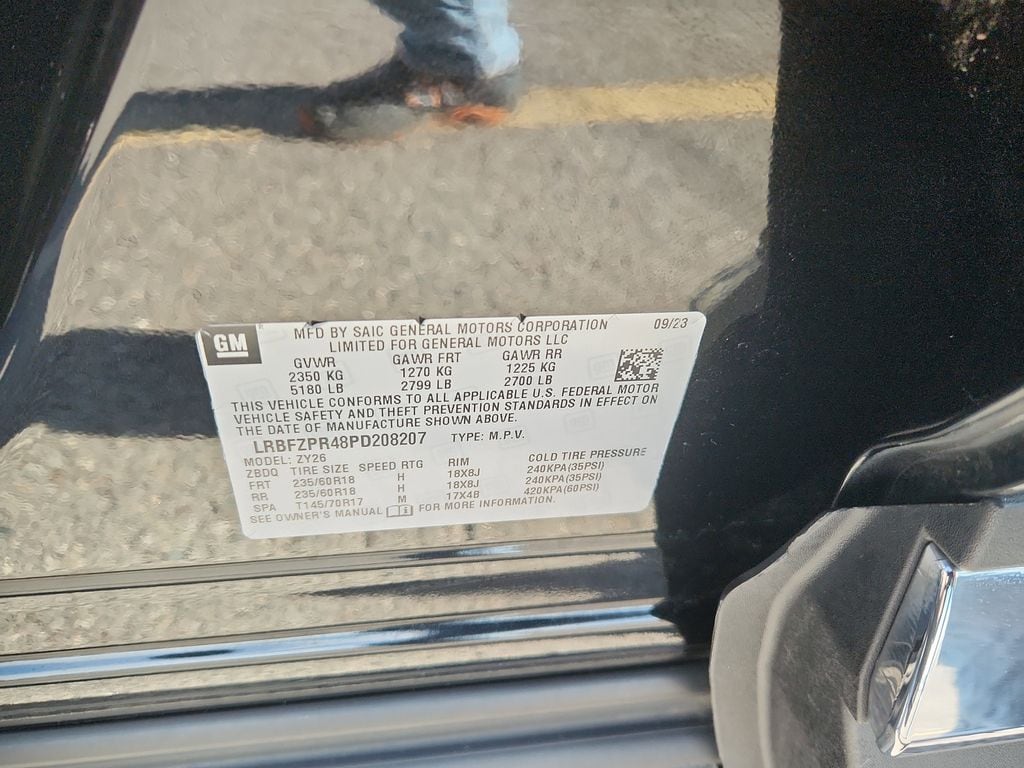 GM
MFD BY SAIC GENERAL MOTORS CORPORATION 09/23
LIMITED FOR GENERAL MOTORS LLC
GVWR GAWR FRT GAWR RR
2350 KG 1270 KG 1225 KG
5180 LB 2799 LB 2700 LB
THIS VEHICLE CONFORMS TO ALL APPLICABLE U.S. FEDERAL MOTOR
VEHICLE SAFETY AND THEFT PREVENTION STANDARDS IN EFFECT ON
THE DATE OF MANUFACTURE SHOWN ABOVE.
LRBFZPR48PD208207 TYPE: M.P.V.
MODEL: ZY26
ZBDQ TIRE SIZE SPEED RTG RIM COLD TIRE PRESSURE
FRT 235/60R18 H 18X8J 240KPA(35PSI)
RR 235/60R18 H 18X8J 240KPA(35PSI)
SPA T145/70R17 M 17X4B 420KPA(60PSI)
SEE OWNER'S MANUAL FOR MORE INFORMATION.